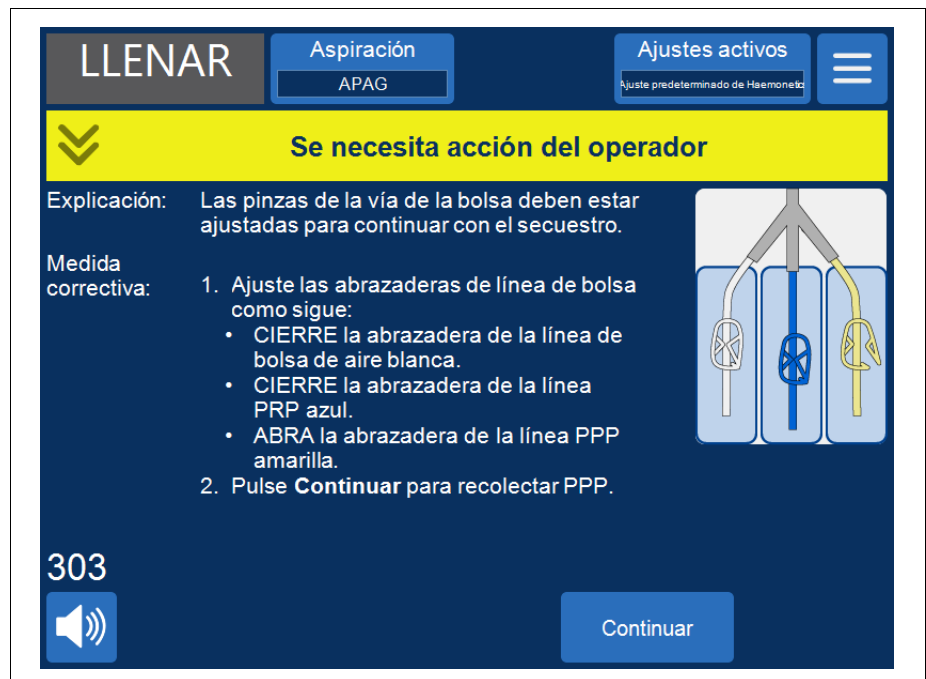 LLENAR
Aspiración
APAG
Ajustes activos
Ajuste predeterminado de Haemonetic
Se necesita acción del operador
Explicación:
Las pinzas de la vía de la bolsa deben estar
ajustadas para continuar con el secuestro.
Medida
correctiva:
1. Ajuste las abrazaderas de línea de bolsa
como sigue:
• CIERRE la abrazadera de la línea de
bolsa de aire blanca.
• CIERRE la abrazadera de la línea
PRP azul.
• ABRA la abrazadera de la línea PPP
amarilla.
2. Pulse Continuar para recolectar PPP.
303
Continuar